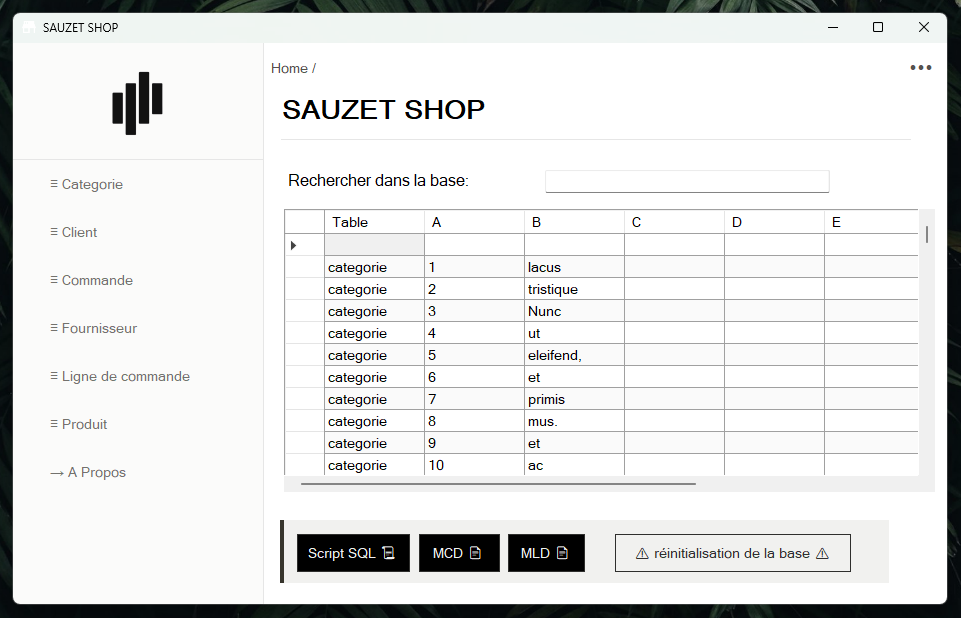 SAUZET SHOP
Home /
SAUZET SHOP
Categorie
Client
Commande
Fournisseur
Ligne de commande
Produit
→ A Propos
Rechercher dans la base:
Table A B C D E
categorie 1 lacus
categorie 2 tristique
categorie 3 Nunc
categorie 4 ut
categorie 5 eleifend,
categorie 6 et
categorie 7 primis
categorie 8 mus.
categorie 9 et
categorie 10 ac
Script SQL MCD MLD ⚠ réinitialisation de la base ⚠